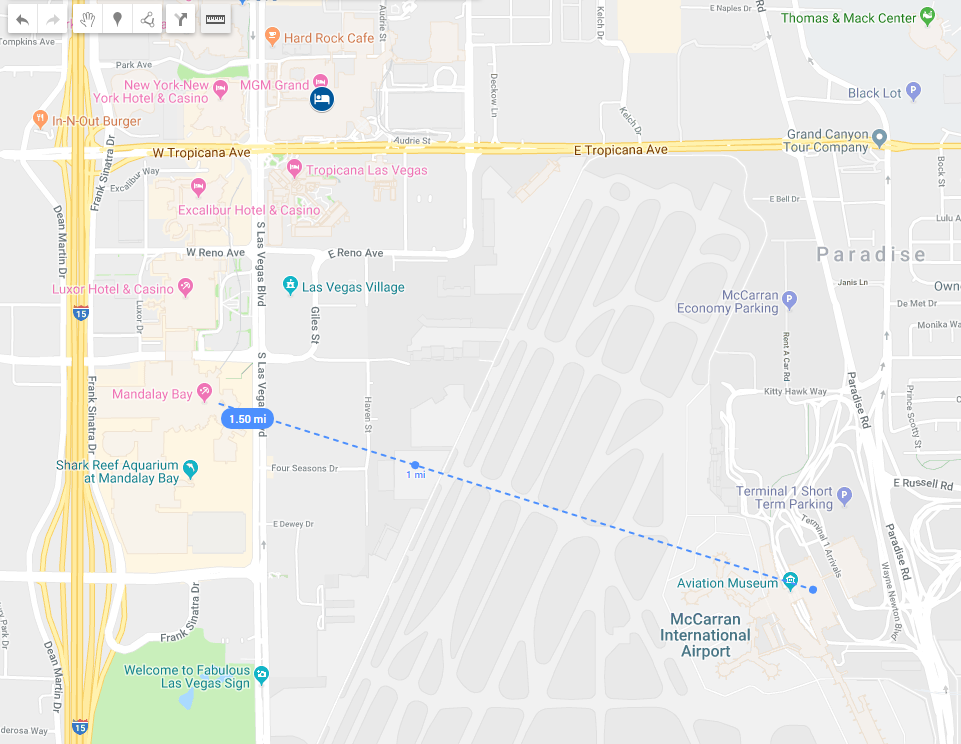 Hard Rock Cafe
Audrie St
Kelch Dr
Rd
E Naples Dr
Thomas & Mack Center
Tompkins Ave
Park Ave
New York-New
York Hotel & Casino
MGM Grand
Deckow Ln
Kelch Dr
Black Lot
P
In-N-Out Burger
Grand Canyon
Tour Company
Audrie St
W Tropicana Ave
E Tropicana Ave
Frank Sinatra Dr
Excalibur Way
Tropicana Las Vegas
Bock St
Excalibur Hotel & Casino
E Bell Dr
Dean Martin Dr
S Las Vegas Blvd
Lulu A
W Reno Ave
E Reno Ave
Paradise
Luxor Hotel & Casino
Las Vegas Village
Janis Ln
Owne
McCarran
Economy Parking
P
De Met Dr
15
Luxor Dr
Giles St
Monika Wa
Rent A Car Rd
S Las Vegas
d
Mandalay Bay
Frank Sinatra Dr
Haven St
Kitty Hawk Way
Paradise Rd
Prince Scotty St
1.50 mi
Shark Reef Aquarium
at Mandalay Bay
Four Seasons Dr
1 mi
E Russell Rd
Terminal 1 Short
Term Parking
P
E Dewey Dr
Terminal 1 Arrivals
Paradise Rd
Aviation Museum
Wayne Newton Blvd
McCarran
International
Airport
Frank Sinatra Dr
ury Park Dr
Dean Martin Dr
Welcome to Fabulous
Las Vegas Sign
15
derosa Way